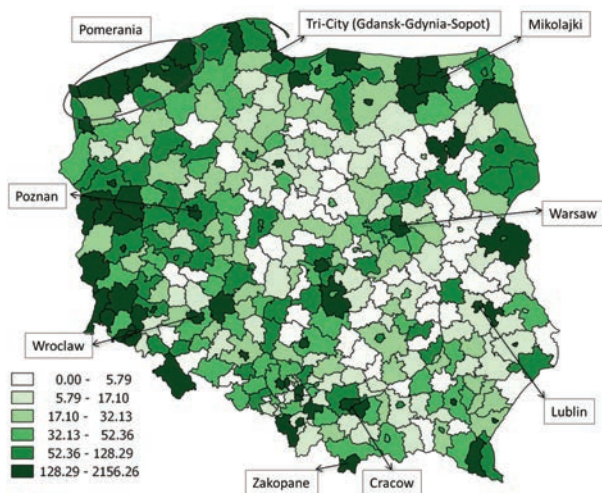 Pomerania
Tri-City (Gdansk-Gdynia-Sopot)
Mikolajki
Poznan
Warsaw
Wroclaw
0.00 - 5.79
5.79 - 17.10
17.10 - 32.13
32.13 - 52.36
52.36 - 128.29
128.29 - 2156.26
Lublin
Zakopane
Cracow